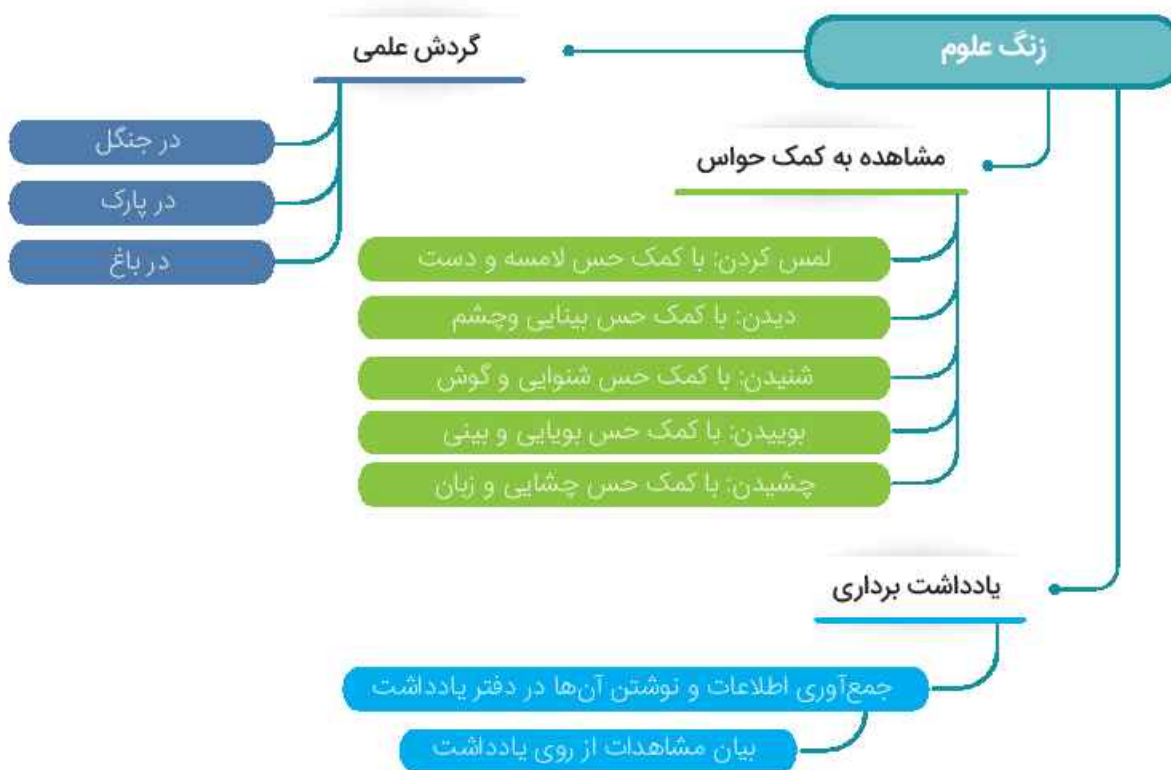 زنگ علوم
گردش علمی
در جنگل
در پارک
در باغ
مشاهده به کمک حواس
لمس کردن: با کمک حس لامسه و دست
دیدن: با کمک حس بینایی وچشم
شنیدن: با کمک حس شنوایی و گوش
بوییدن: با کمک حس بویایی و بینی
چشیدن: با کمک حس چشایی و زبان
یادداشت برداری
جمع‌آوری اطلاعات و نوشتن آن‌ها در دفتر یادداشت
بیان مشاهدات از روی یادداشت